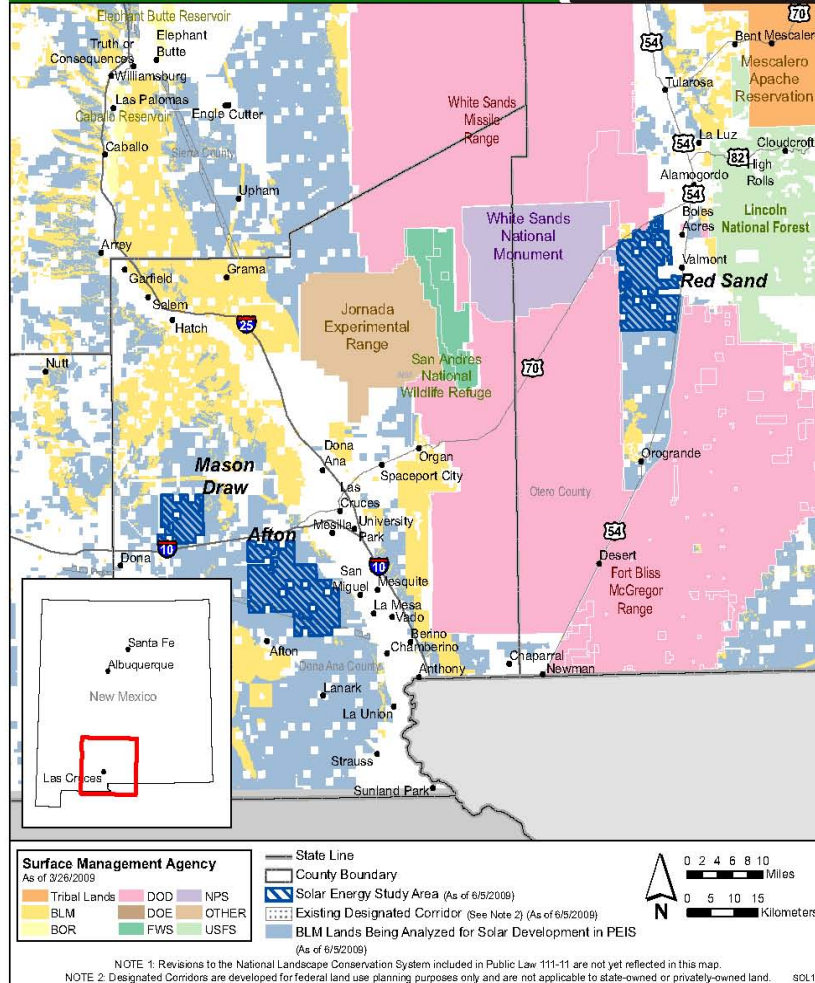 Elephant Butte Reservoir
70
Elephant
Butte
Truth or
Consequences
Williamsburg
54
Bent
Mescaler
Mescalero
Apache
Reservation
Tularosa
Las Palomas
Caballo Reservoir
Engle
Cutter
White Sands
Missile
Range
La Luz
54
82
Cloudcroft
High
Rolls
Caballo
Sierra County
Alamogordo
54
Upham
Lincoln
National Forest
White Sands
National
Monument
Boles
Acres
Arrey
Valmont
Garfield
Grama
Red Sand
Salem
Jornada
Experimental
Range
Hatch
25
San Andres
National
Wildlife Refuge
Nutt
70
Dona
Ana
Organ
Orogrande
Mason
Draw
Spaceport City
Las
Cruces
Otero County
Afton
Mesilla
University
Park
54
10
Dona
10
Desert
San
Miguel
Mesquite
Fort Bliss
McGregor
Range
La Mesa
Vado
Berino
Afton
Chamberino
Dona Ana County
Chaparral
Anthony
Newman
Lanark
La Union
Strauss
Sunland Park
Santa Fe
Albuquerque
New Mexico
Las Cruces
Surface Management Agency
As of 3/26/2009
Tribal Lands
DOD
NPS
BLM
DOE
OTHER
BOR
FWS
USFS
State Line
County Boundary
Solar Energy Study Area (As of 6/5/2009)
Existing Designated Corridor (See Note 2) (As of 6/5/2009)
BLM Lands Being Analyzed for Solar Development in PEIS
(As of 6/5/2009)
N
0 2 4 6 8 10
Miles
0 5 10 15
Kilometers
NOTE 1: Revisions to the National Landscape Conservation System included in Public Law 111-11 are not yet reflected in this map.
NOTE 2: Designated Corridors are developed for federal land use planning purposes only and are not applicable to state-owned or privately-owned land.
SOL1